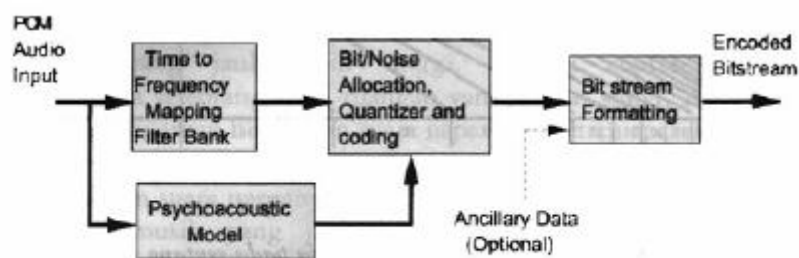 PCM
Audio
Input
Time to
Frequency
Mapping
Filter Bank
Bit/Noise
Allocation,
Quantizer and
coding
Bit stream
Formatting
Encoded
Bitstream
Psychoacoustic
Model
Ancillary Data
(Optional)